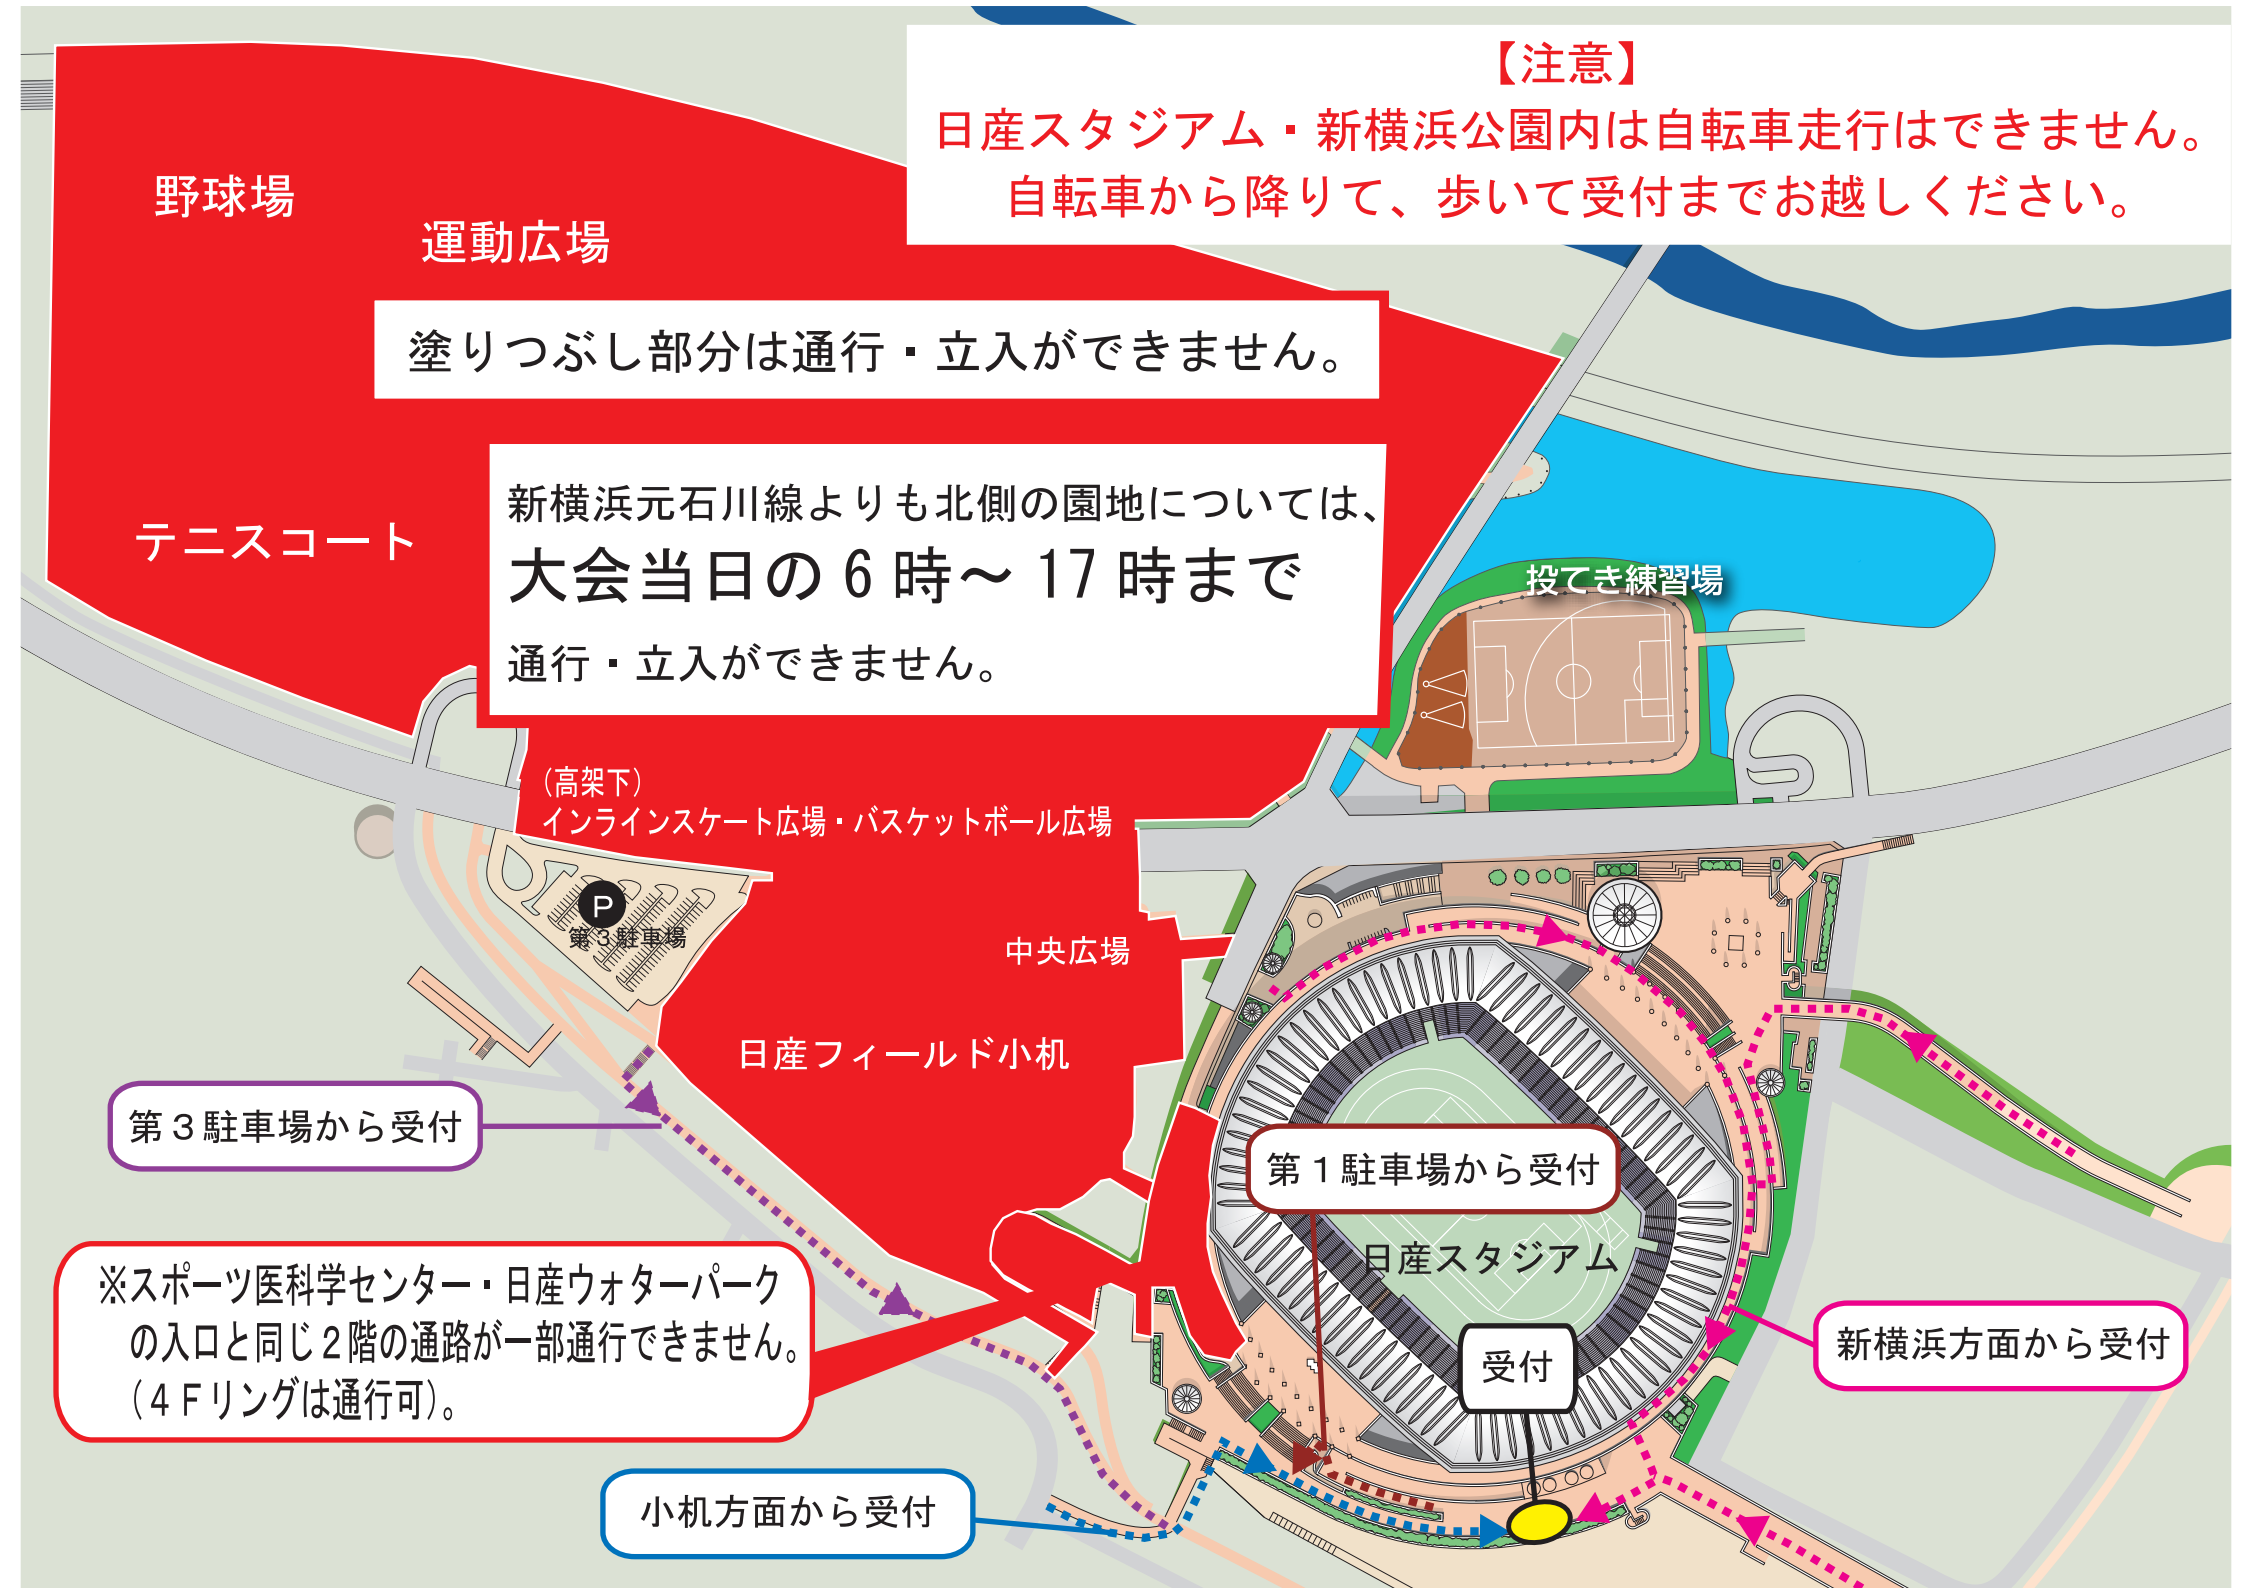 【注意】
日産スタジアム・新横浜公園内は自転車走行はできません。
自転車から降りて、歩いて受付までお越しください。
野球場
運動広場
塗りつぶし部分は通行・立入ができません。
新横浜元石川線よりも北側の園地については、
大会当日の6時～17時まで
通行・立入ができません。
テニスコート
投てき練習場
(高架下)
インラインスケート広場・バスケットボール広場
P
第3駐車場
中央広場
日産フィールド小机
第3駐車場から受付
第1駐車場から受付
日産スタジアム
※スポーツ医科学センター・日産ウォターパーク
の入口と同じ2階の通路が一部通行できません。
(4Fリングは通行可)。
受付
新横浜方面から受付
小机方面から受付